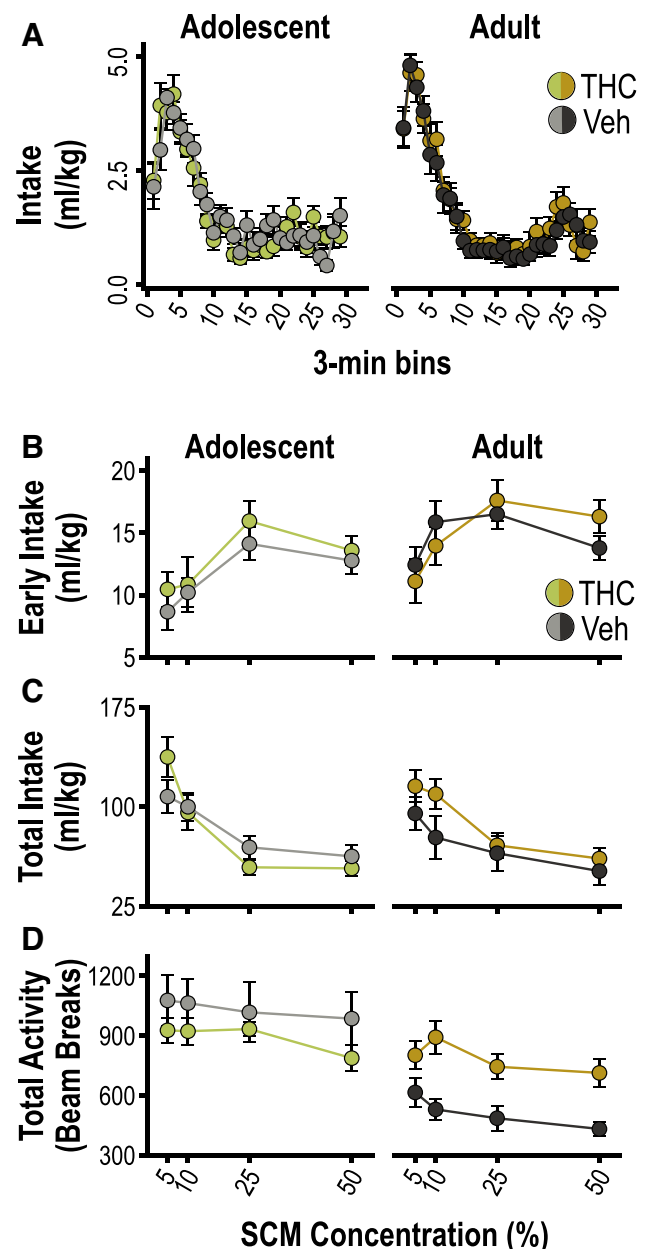 A
Adolescent
Adult
Intake
(ml/kg)
5.0
2.5
0.0
THC
Veh
0 5 10 15 20 25 30
0 5 10 15 20 25 30
3-min bins
B
Adolescent
Adult
Early Intake
(ml/kg)
20
15
10
5
THC
Veh
C
Total Intake
(ml/kg)
175
100
25
D
Total Activity
(Beam Breaks)
1200
900
600
300
5 10 25 50
5 10 25 50
SCM Concentration (%)